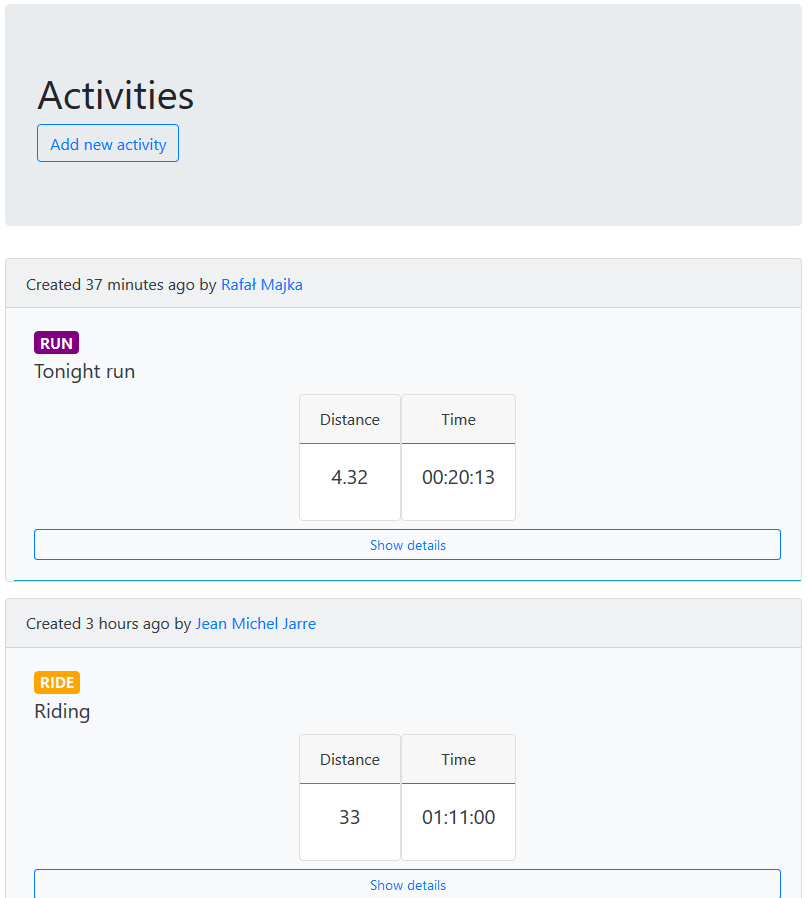 Activities
Add new activity
Created 37 minutes ago by Rafał Majka
RUN
Tonight run
Distance Time
4.32 00:20:13
Show details
Created 3 hours ago by Jean Michel Jarre
RIDE
Riding
Distance Time
33 01:11:00
Show details